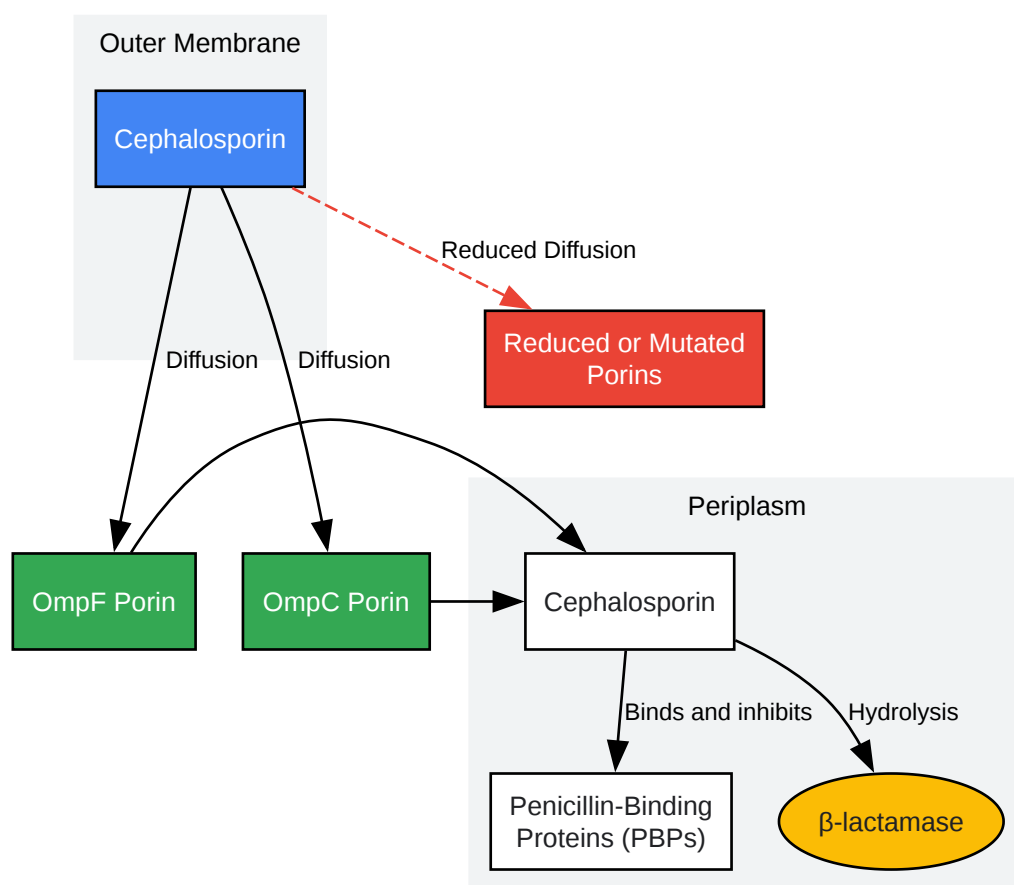 Outer Membrane
Cephalosporin
Reduced Diffusion
Reduced or Mutated
Porins
Diffusion
Diffusion
Periplasm
OmpF Porin
OmpC Porin
Cephalosporin
Binds and inhibits
Hydrolysis
Penicillin-Binding
Proteins (PBPs)
β-lactamase